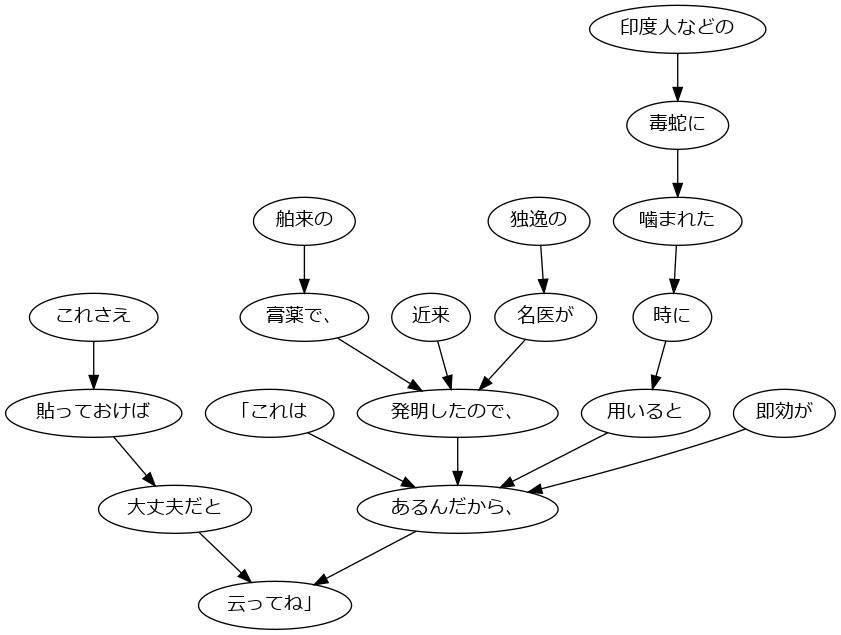 印度人などの
毒蛇に
舶来の
独逸の
噛まれた
これさえ
膏薬で、
近来
名医が
時に
貼っておけば
「これは
発明したので、
用いると
即効が
大丈夫だと
あるんだから、
云ってね」